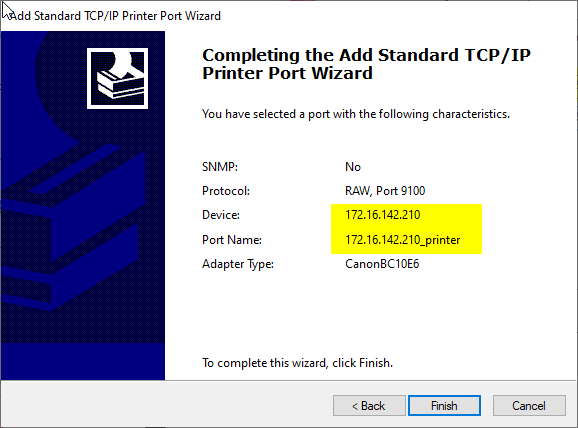 Add Standard TCP/IP Printer Port Wizard
Completing the Add Standard TCP/IP
Printer Port Wizard
You have selected a port with the following characteristics.
SNMP: No
Protocol: RAW, Port 9100
Device: 172.16.142.210
Port Name: 172.16.142.210_printer
Adapter Type: CanonBC10E6
To complete this wizard, click Finish.
< Back Finish Cancel